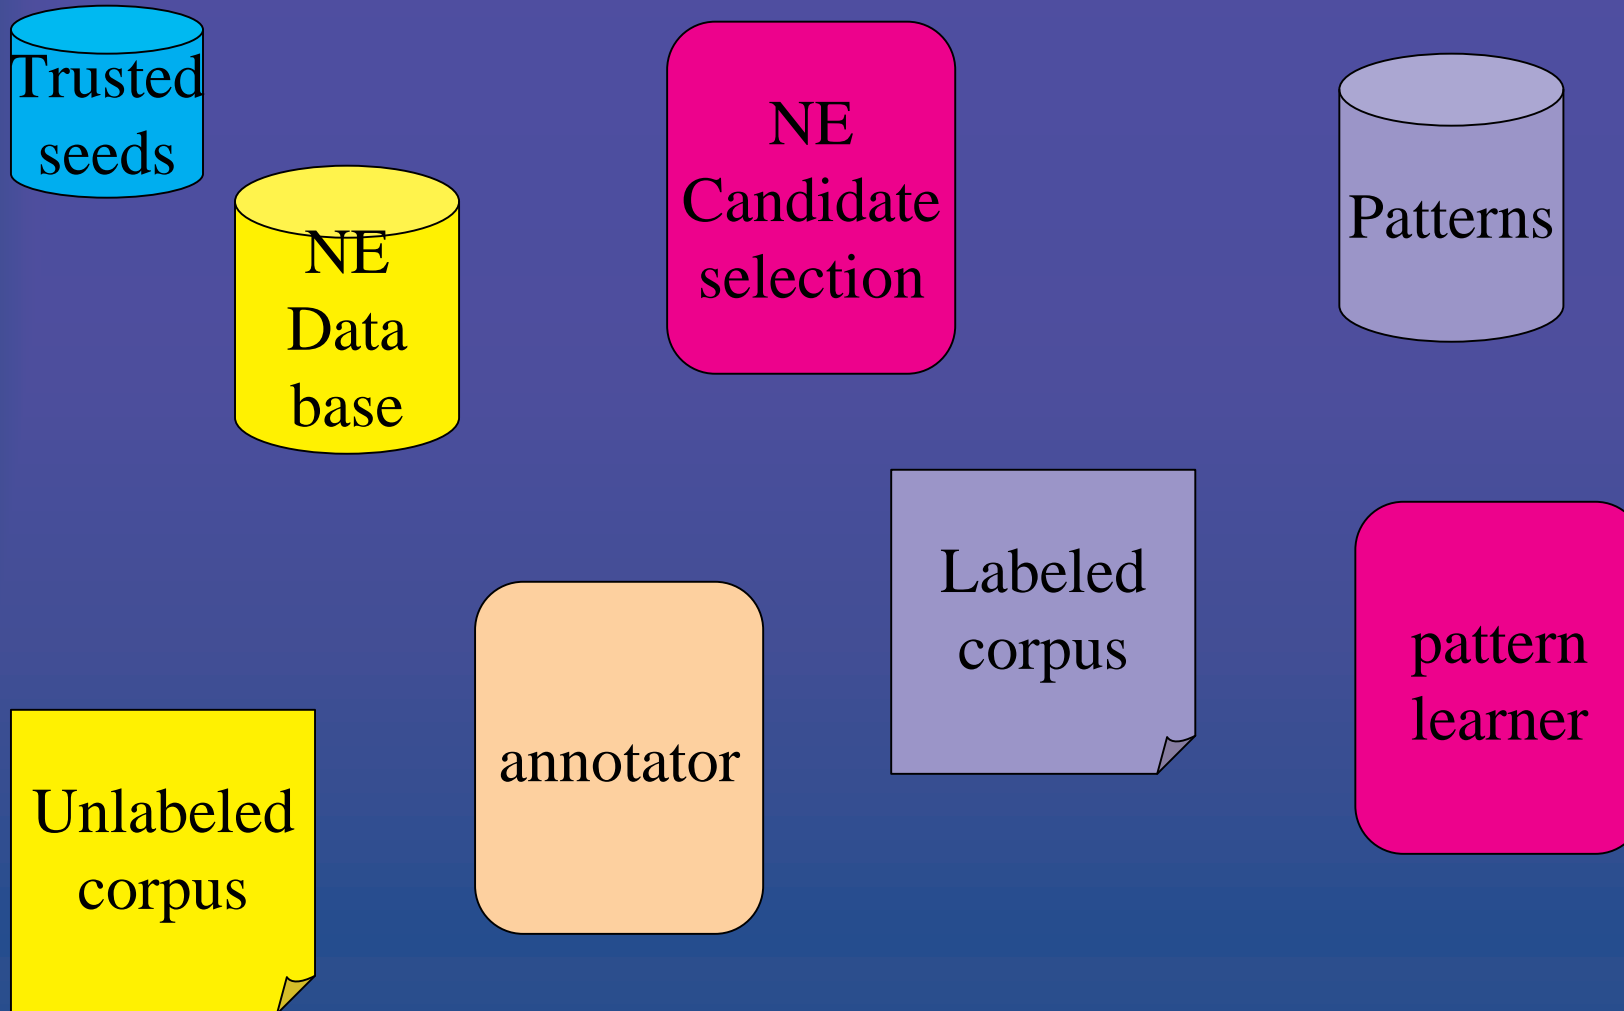 Trusted
seeds
NE
Data
base
NE
Candidate
selection
Patterns
Labeled
corpus
pattern
learner
annotator
Unlabeled
corpus